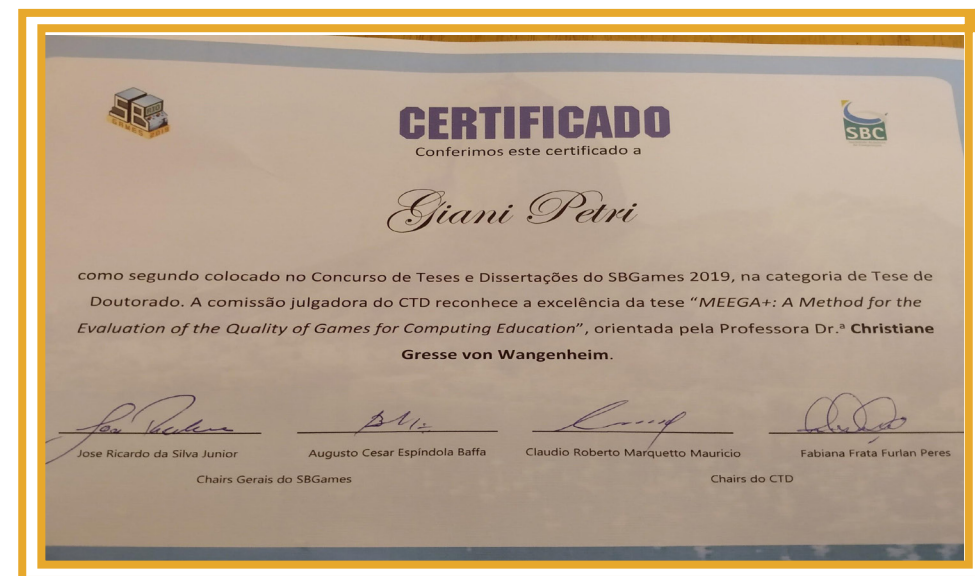 SB
GAMES 2019
CERTIFICADO
SBC
Conferimos este certificado a
Giani Petri
como segundo colocado no Concurso de Teses e Dissertações do SBGames 2019, na categoria de Tese de
Doutorado. A comissão julgadora do CTD reconhece a excelência da tese "MEEGA+: A Method for the
Evaluation of the Quality of Games for Computing Education", orientada pela Professora Dr.ª Christiane
Gresse von Wangenheim.
Jose Ricardo da Silva Junior
Augusto Cesar Espíndola Baffa
Claudio Roberto Marquetto Mauricio
Fabiana Frata Furlan Peres
Chairs Gerais do SBGames
Chairs do CTD